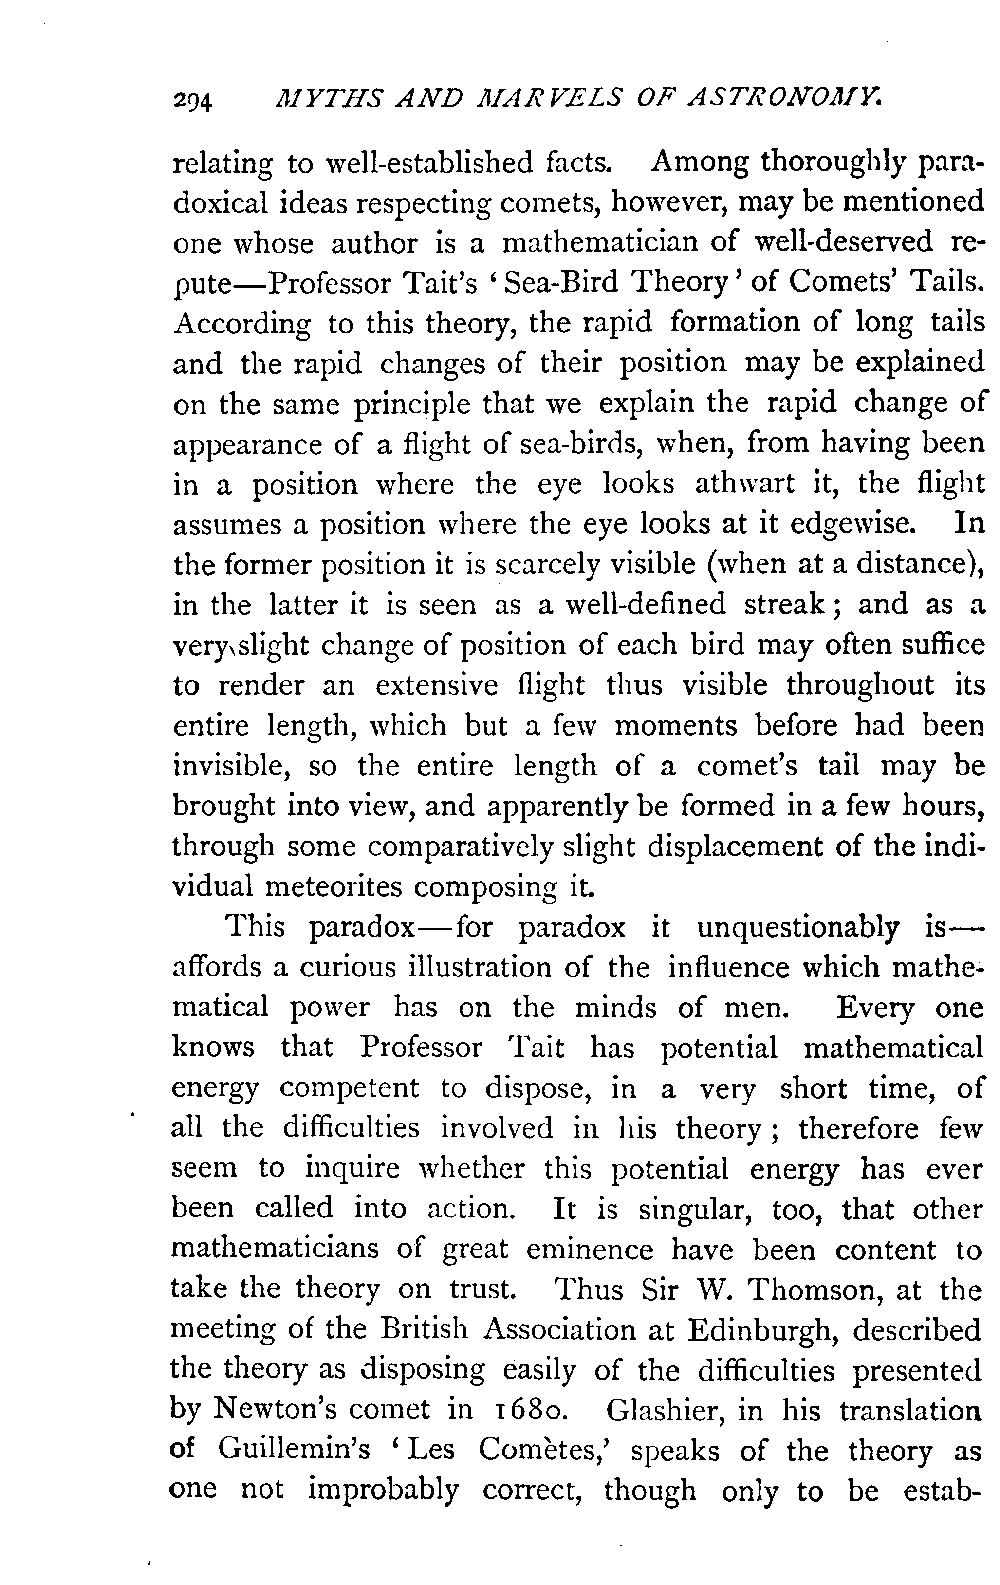 294 MYTHS AND MARVELS OF ASTRONOMY.
relating to well-established facts. Among thoroughly para-
doxical ideas respecting comets, however, may be mentioned
one whose author is a mathematician of well-deserved re-
pute—Professor Tait's ‘ Sea-Bird Theory ’ of Comets' Tails.
According to this theory, the rapid formation of long tails
and the rapid changes of their position may be explained
on the same principle that we explain the rapid change of
appearance of a flight of sea-birds, when, from having been
in a position where the eye looks athwart it, the flight
assumes a position where the eye looks at it edgewise. In
the former position it is scarcely visible (when at a distance),
in the latter it is seen as a well-defined streak ; and as a
very slight change of position of each bird may often suffice
to render an extensive flight thus visible throughout its
entire length, which but a few moments before had been
invisible, so the entire length of a comet's tail may be
brought into view, and apparently be formed in a few hours,
through some comparatively slight displacement of the indi-
vidual meteorites composing it.
This paradox—for paradox it unquestionably is—
affords a curious illustration of the influence which mathe-
matical power has on the minds of men. Every one
knows that Professor Tait has potential mathematical
energy competent to dispose, in a very short time, of
all the difficulties involved in his theory ; therefore few
seem to inquire whether this potential energy has ever
been called into action. It is singular, too, that other
mathematicians of great eminence have been content to
take the theory on trust. Thus Sir W. Thomson, at the
meeting of the British Association at Edinburgh, described
the theory as disposing easily of the difficulties presented
by Newton's comet in 1680. Glashier, in his translation
of Guillemin's ‘ Les Comètes,’ speaks of the theory as
one not improbably correct, though only to be estab-